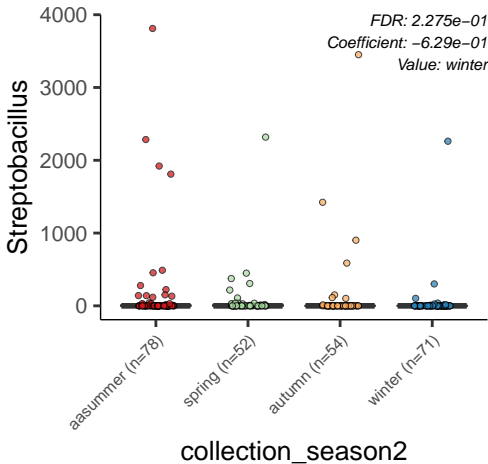 FDR: 2.275e−01
Coefficient: −6.29e−01
Value: winter
4000
3000
2000
1000
0
Streptobacillus
aasummer (n=78)
spring (n=52)
autumn (n=54)
winter (n=71)
collection_season2